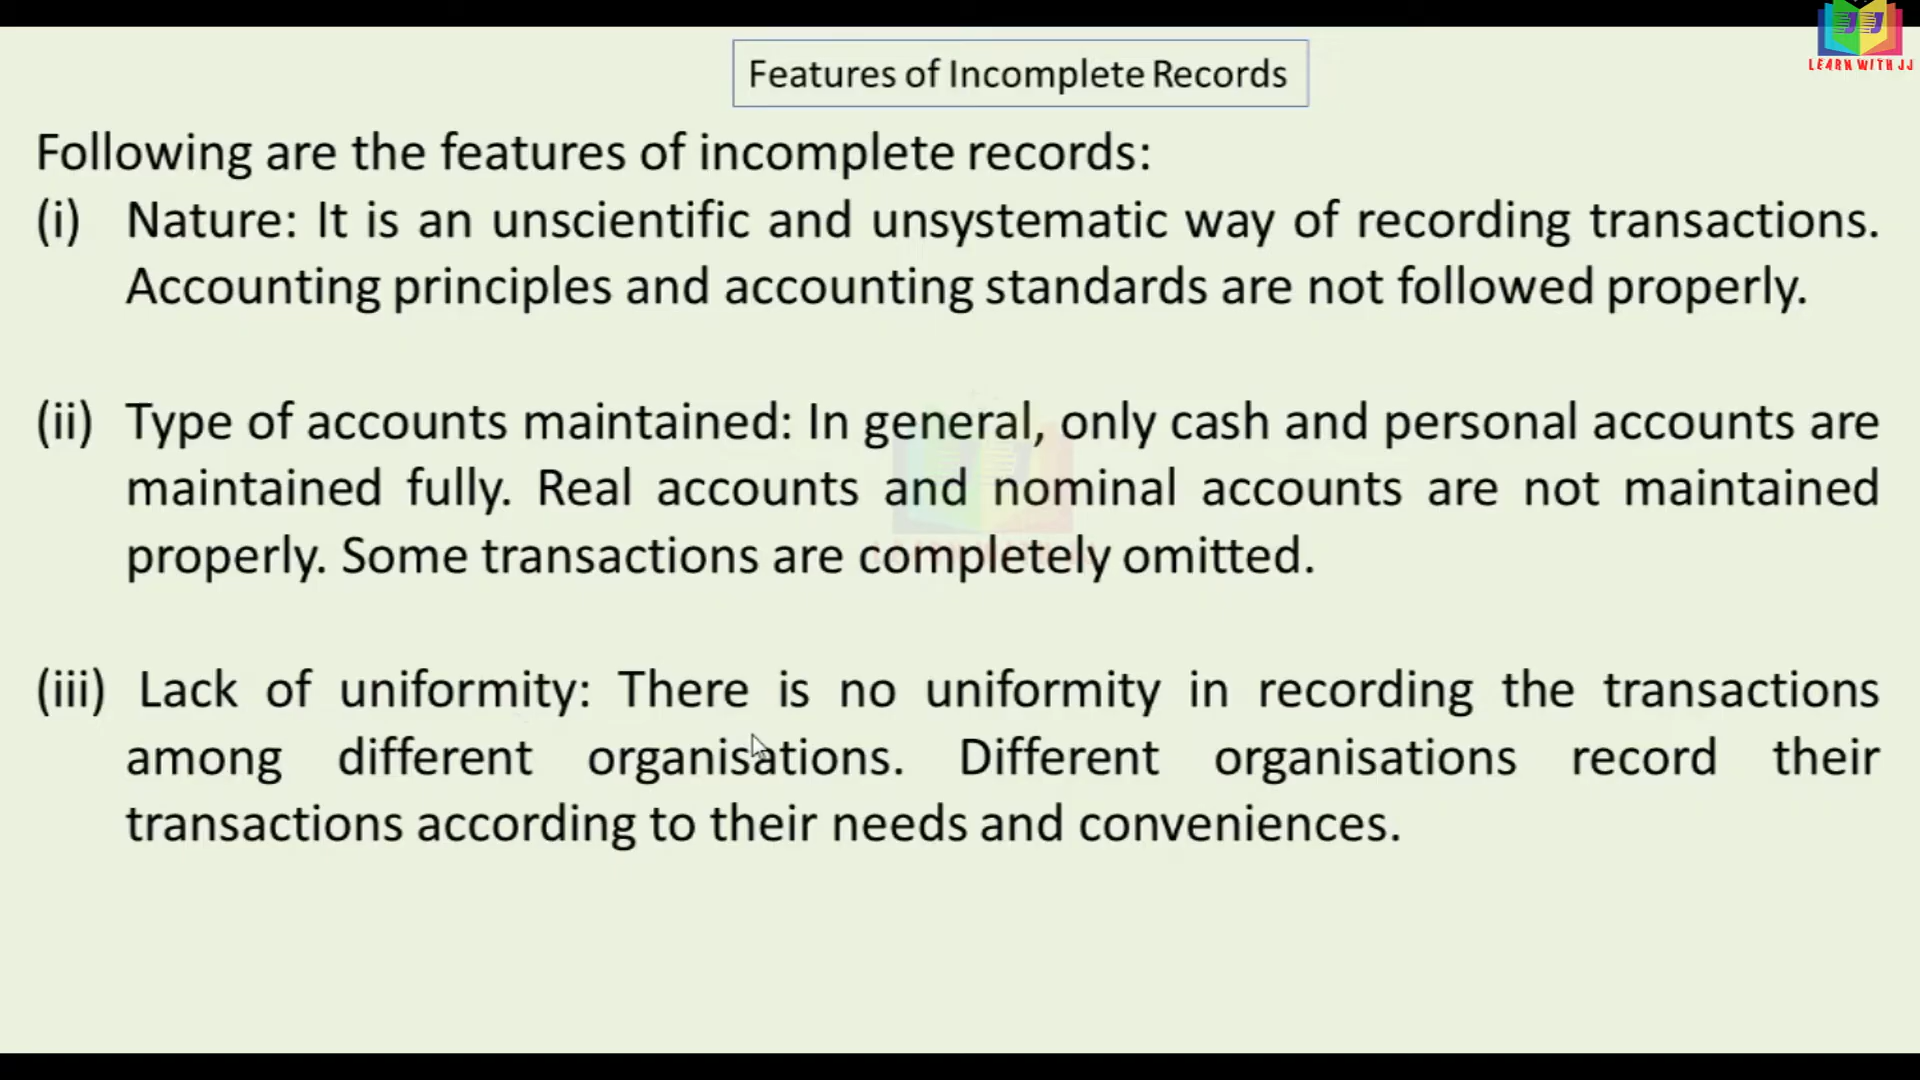 LEARN WITH JJ
Features of Incomplete Records
Following are the features of incomplete records:
(i) Nature: It is an unscientific and unsystematic way of recording transactions.
Accounting principles and accounting standards are not followed properly.
(ii) Type of accounts maintained: In general, only cash and personal accounts are
maintained fully. Real accounts and nominal accounts are not maintained
properly. Some transactions are completely omitted.
(iii) Lack of uniformity: There is no uniformity in recording the transactions
among different organisations. Different organisations record their
transactions according to their needs and conveniences.